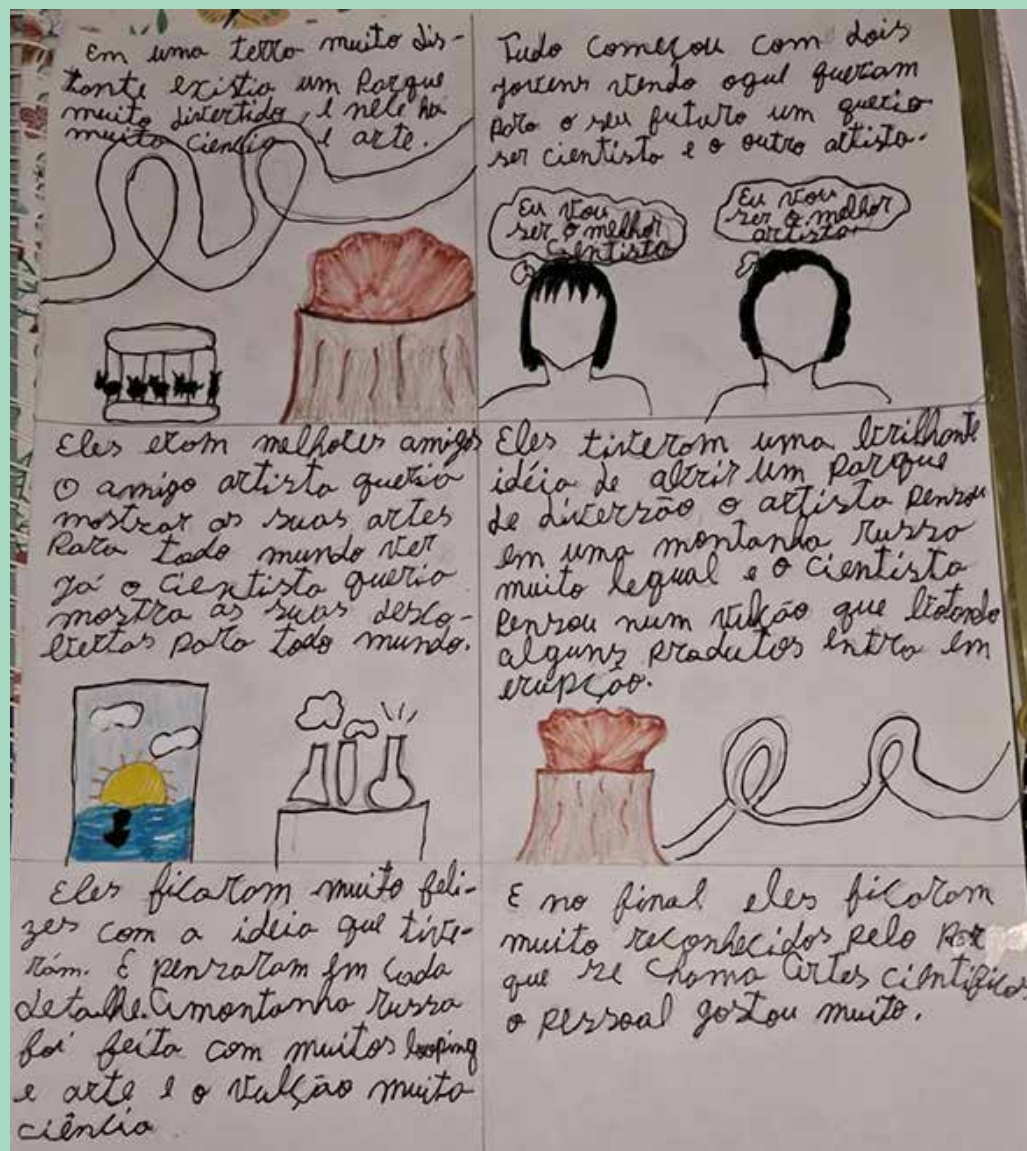 Em uma terra muito dis-
tante existia um Parque
muito divertido, e nele há
muita Ciência e arte.
Tudo começou com dois
jovens vendo oqui queriam
para o seu futuro um queria
ser cientista e o outro artista.
Eu vou
ser o melhor
Cientista
Eu vou
ser o melhor
artista
Eles eram melhores amigos
O amigo artista queria
mostrar as suas artes
Para todo mundo ver
já o Cientista queria
mostra as suas desco-
bertas para todo mundo.
Eles tiveram uma brilhante
idéia de abrir um parque
de diversão o artista pensou
em uma montanha russa
muito legual e o cientista
pensou num vulcão que botando
alguns produtos entra em
erupção.
Eles ficaram muito feli-
zes com a idéia que tive-
ram. E pensaram em cada
detalhe. A montanha russa
foi feita com muitos looping
e arte e o vulcão muita
ciência
E no final eles ficaram
muito reconhecidos pelo
que se chama Artes científicas
o pessoal gostou muito.